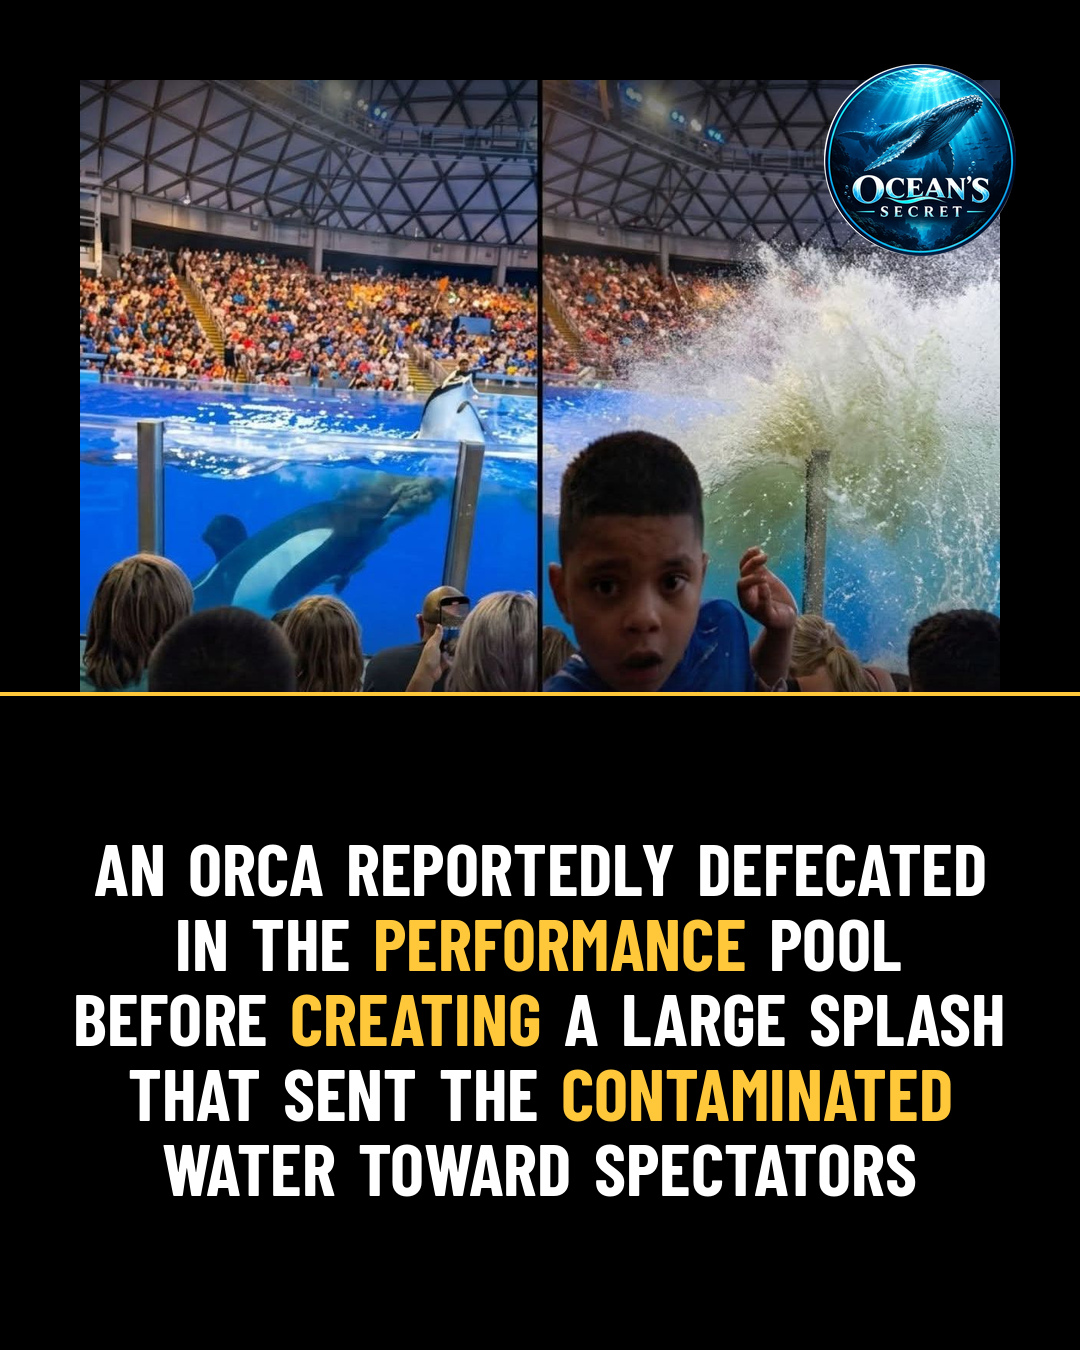 OCEAN'S
SECRET
AN ORCA REPORTEDLY DEFECATED
IN THE PERFORMANCE POOL
BEFORE CREATING A LARGE SPLASH
THAT SENT THE CONTAMINATED
WATER TOWARD SPECTATORS